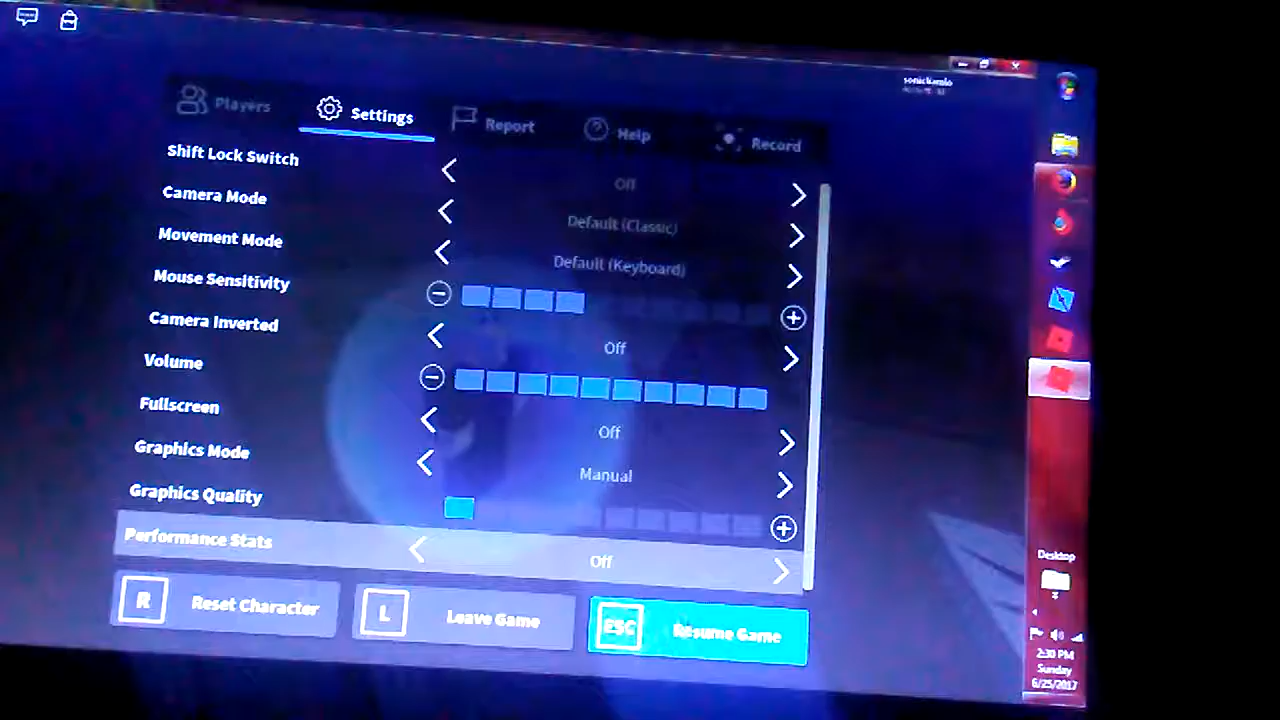 Players
Settings
Report
Help
Record
Shift Lock Switch
Off
Camera Mode
Default (Classic)
Movement Mode
Default (Keyboard)
Mouse Sensitivity
Camera Inverted
Off
Volume
Fullscreen
Off
Graphics Mode
Manual
Graphics Quality
Performance Stats
Off
R
Reset Character
L
Leave Game
ESC
Resume Game
Desktop
2:30 PM
Sunday
6/25/2017